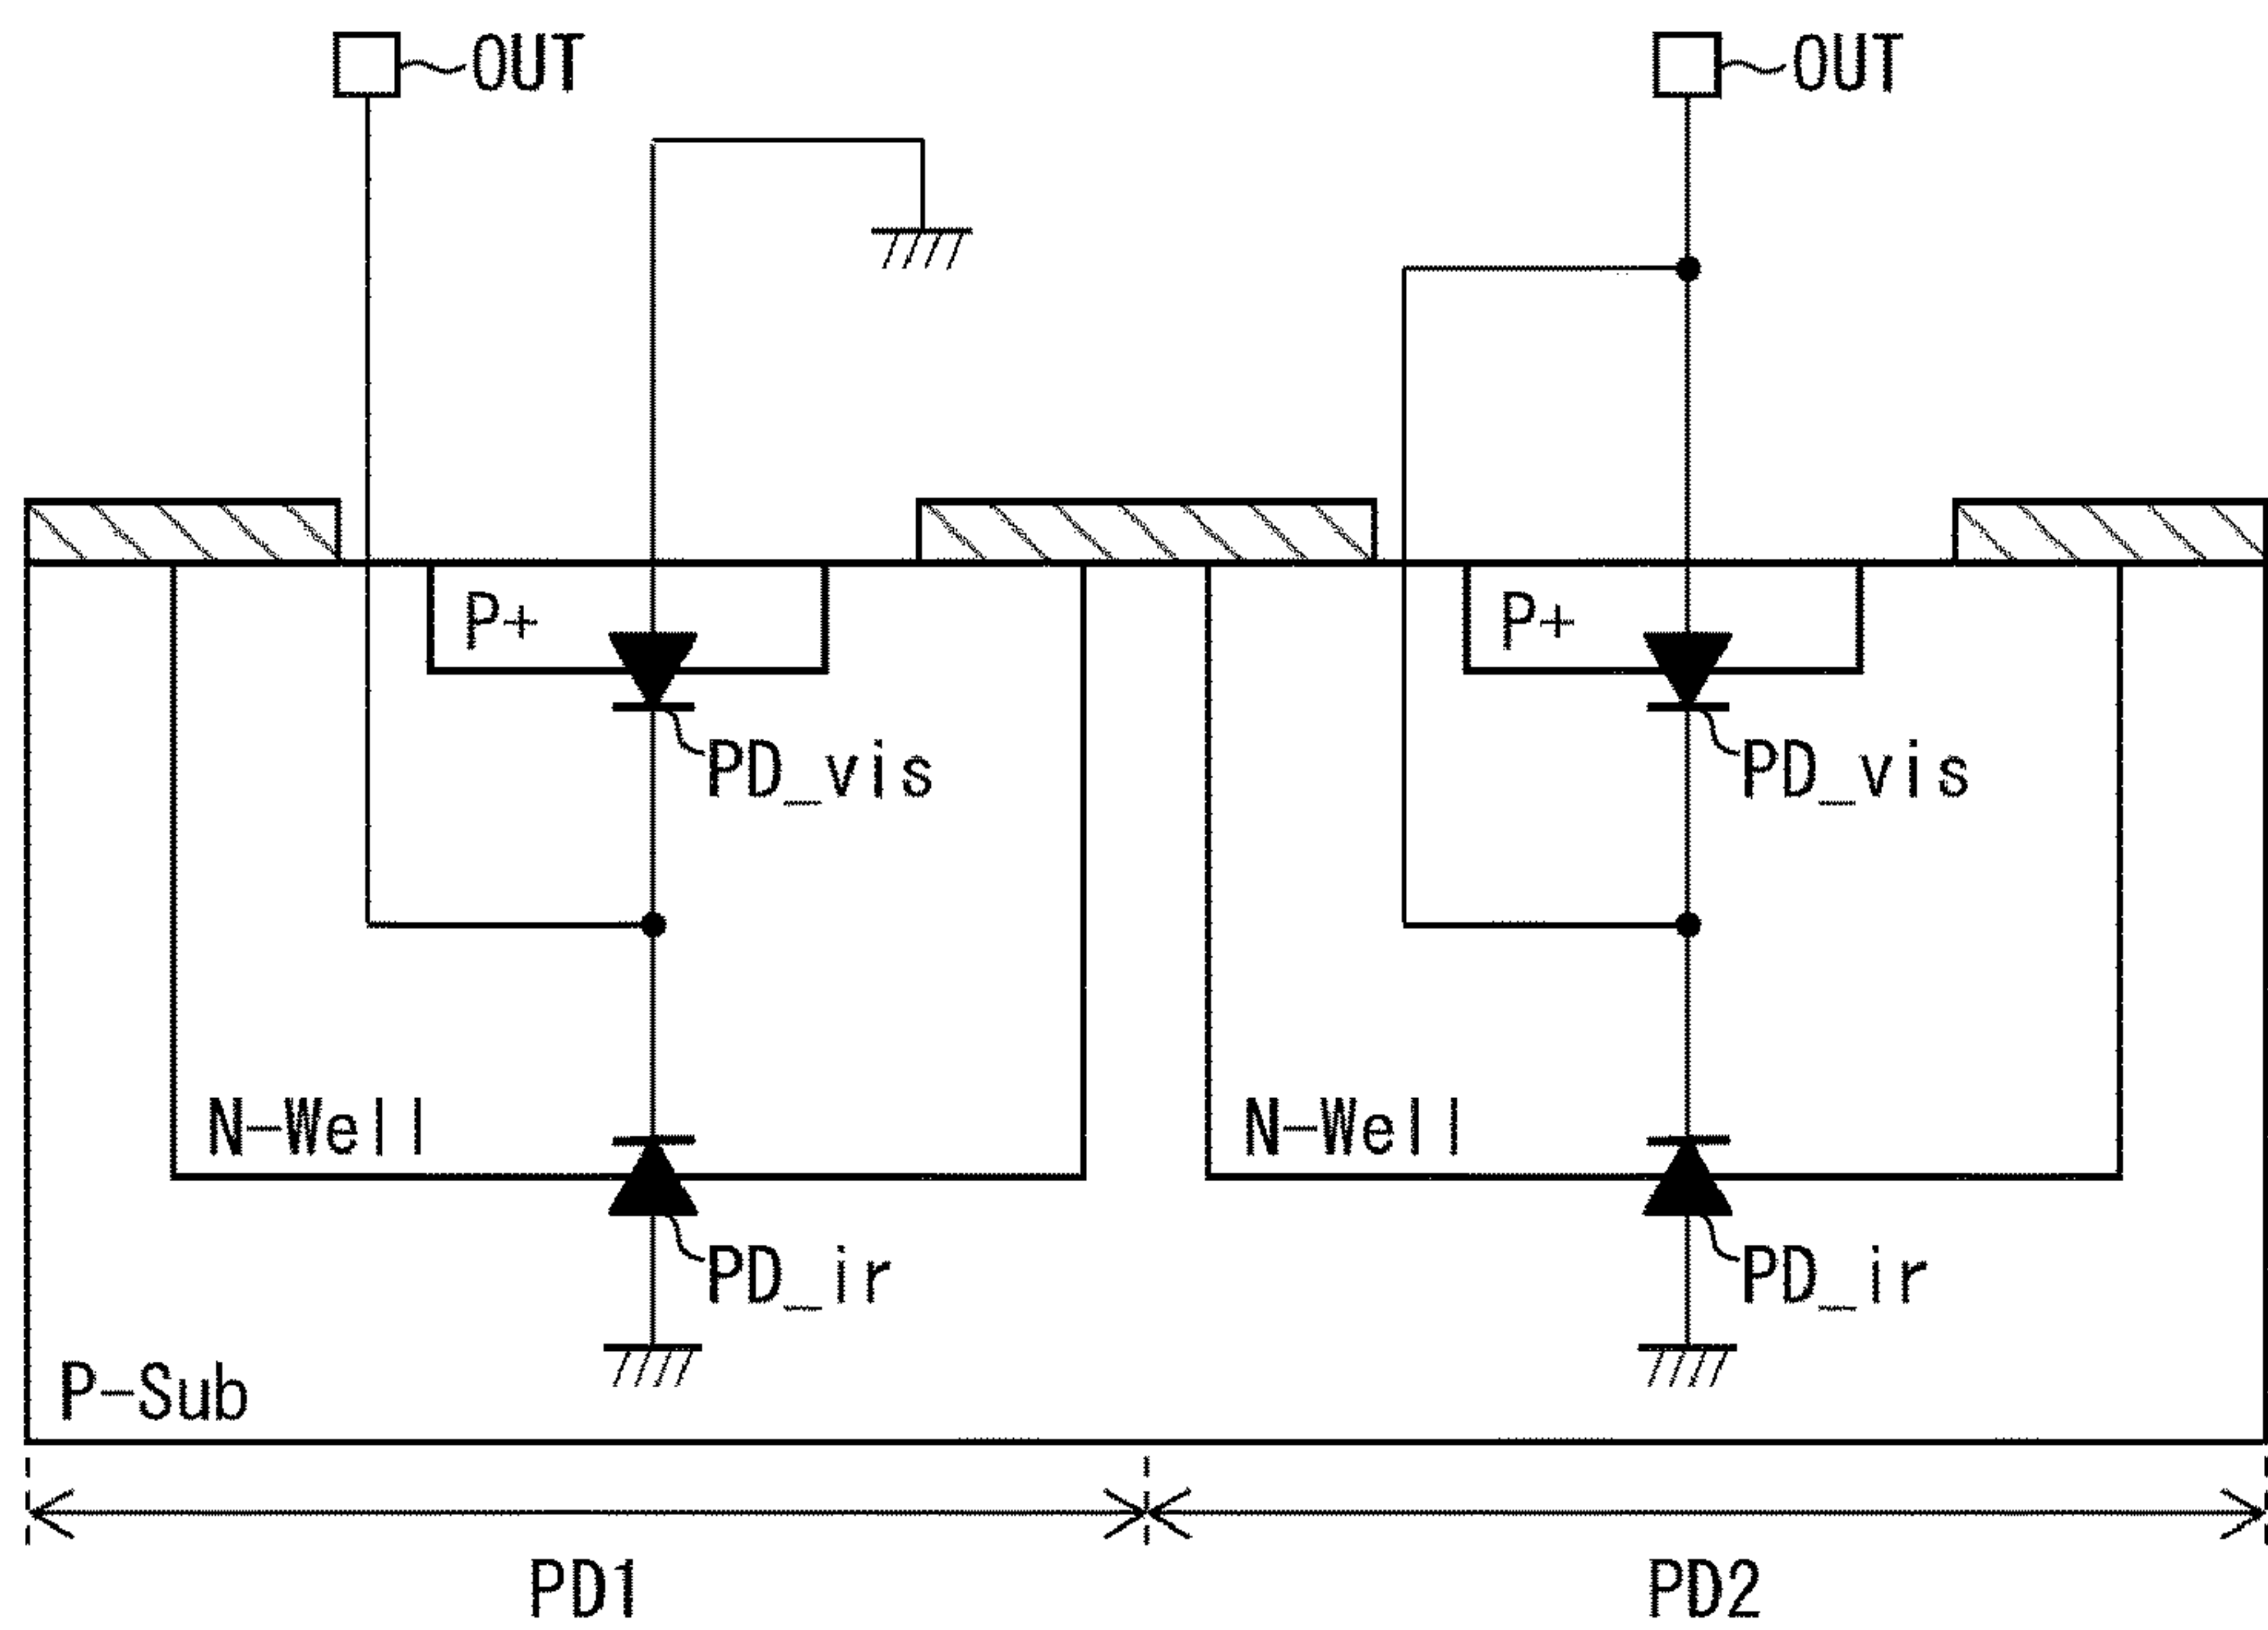 OUT
OUT
P+
P+
PD_vis
PD_vis
N-Well
N-Well
PD_ir
PD_ir
P-Sub
PD1
PD2